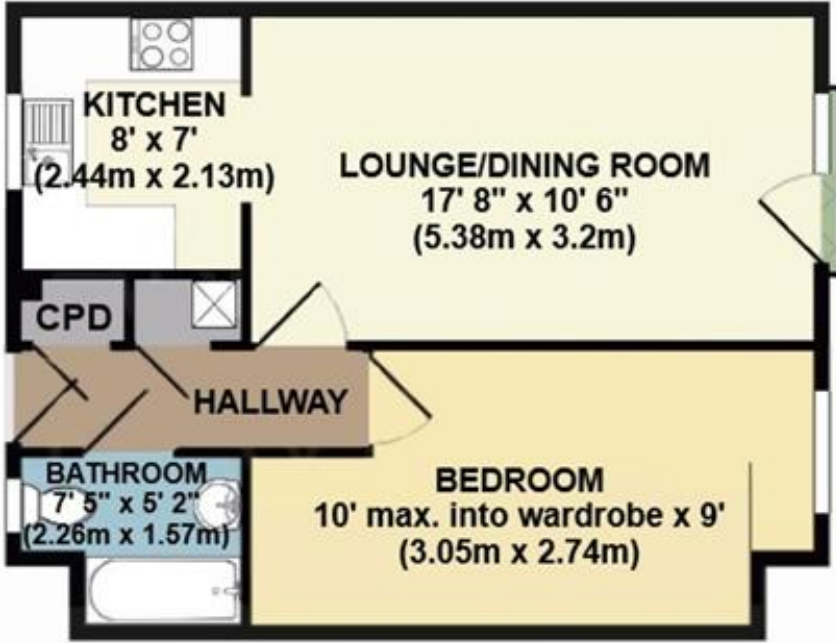 KITCHEN
8' x 7'
(2.44m x 2.13m)
LOUNGE/DINING ROOM
17' 8" x 10' 6"
(5.38m x 3.2m)
CPD
HALLWAY
BATHROOM
7' 5" x 5' 2"
(2.26m x 1.57m)
BEDROOM
10' max. into wardrobe x 9'
(3.05m x 2.74m)